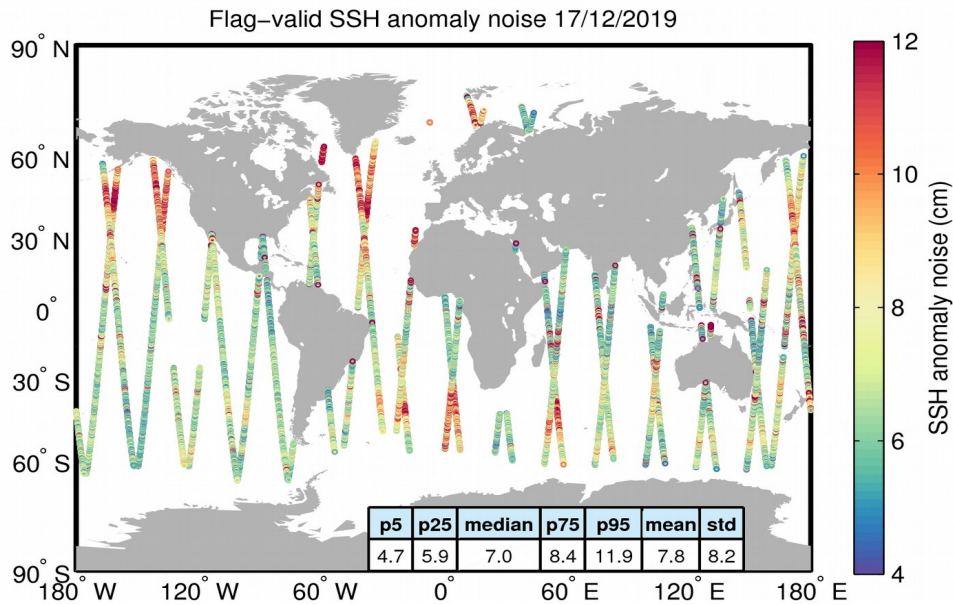 Flag−valid SSH anomaly noise 17/12/2019
90° N
60° N
30° N
0°
30° S
60° S
90° S
180° W
120° W
60° W
0°
60° E
120° E
180° E
p5 p25 median p75 p95 mean std
4.7 5.9 7.0 8.4 11.9 7.8 8.2
12
10
8
6
4
SSH anomaly noise (cm)